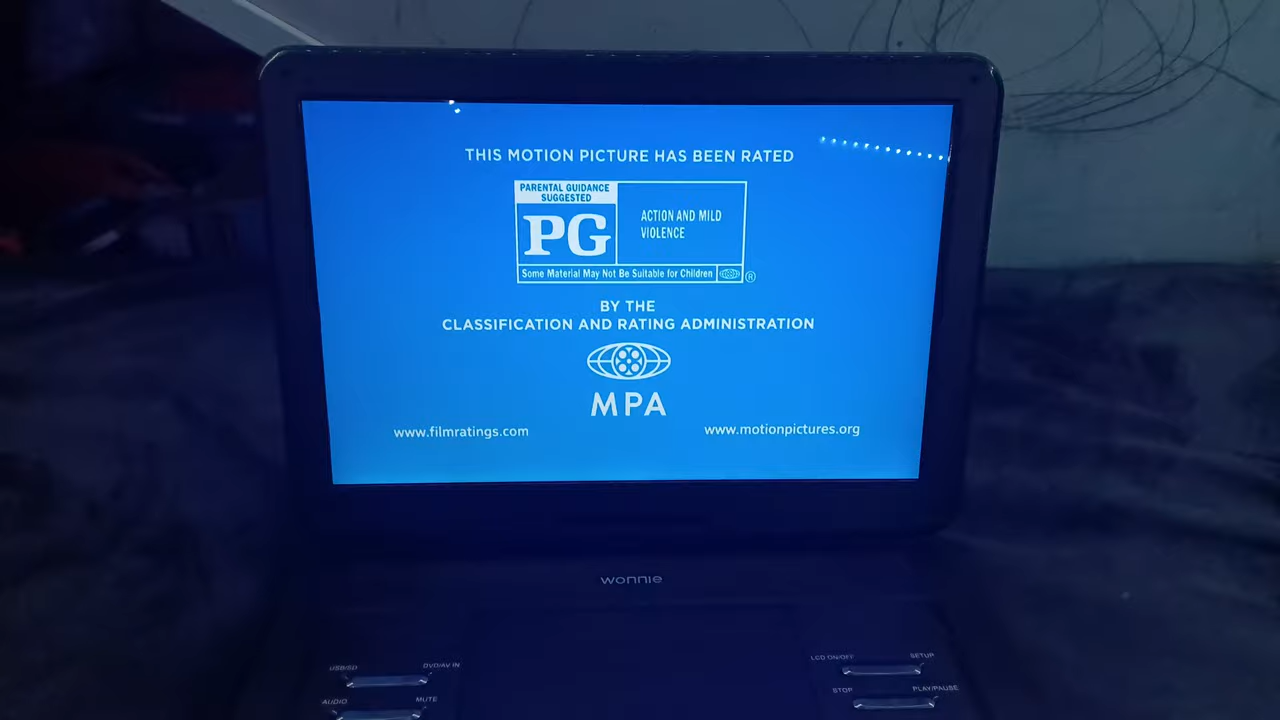 THIS MOTION PICTURE HAS BEEN RATED
PARENTAL GUIDANCE
SUGGESTED
PG
ACTION AND MILD
VIOLENCE
Some Material May Not Be Suitable for Children
®
BY THE
CLASSIFICATION AND RATING ADMINISTRATION
MPA
www.filmratings.com
www.motionpictures.org
wonnie
USB/SD
DVD/AV IN
LCD ON/OFF
SETUP
AUDIO
MUTE
STOP
PLAY/PAUSE